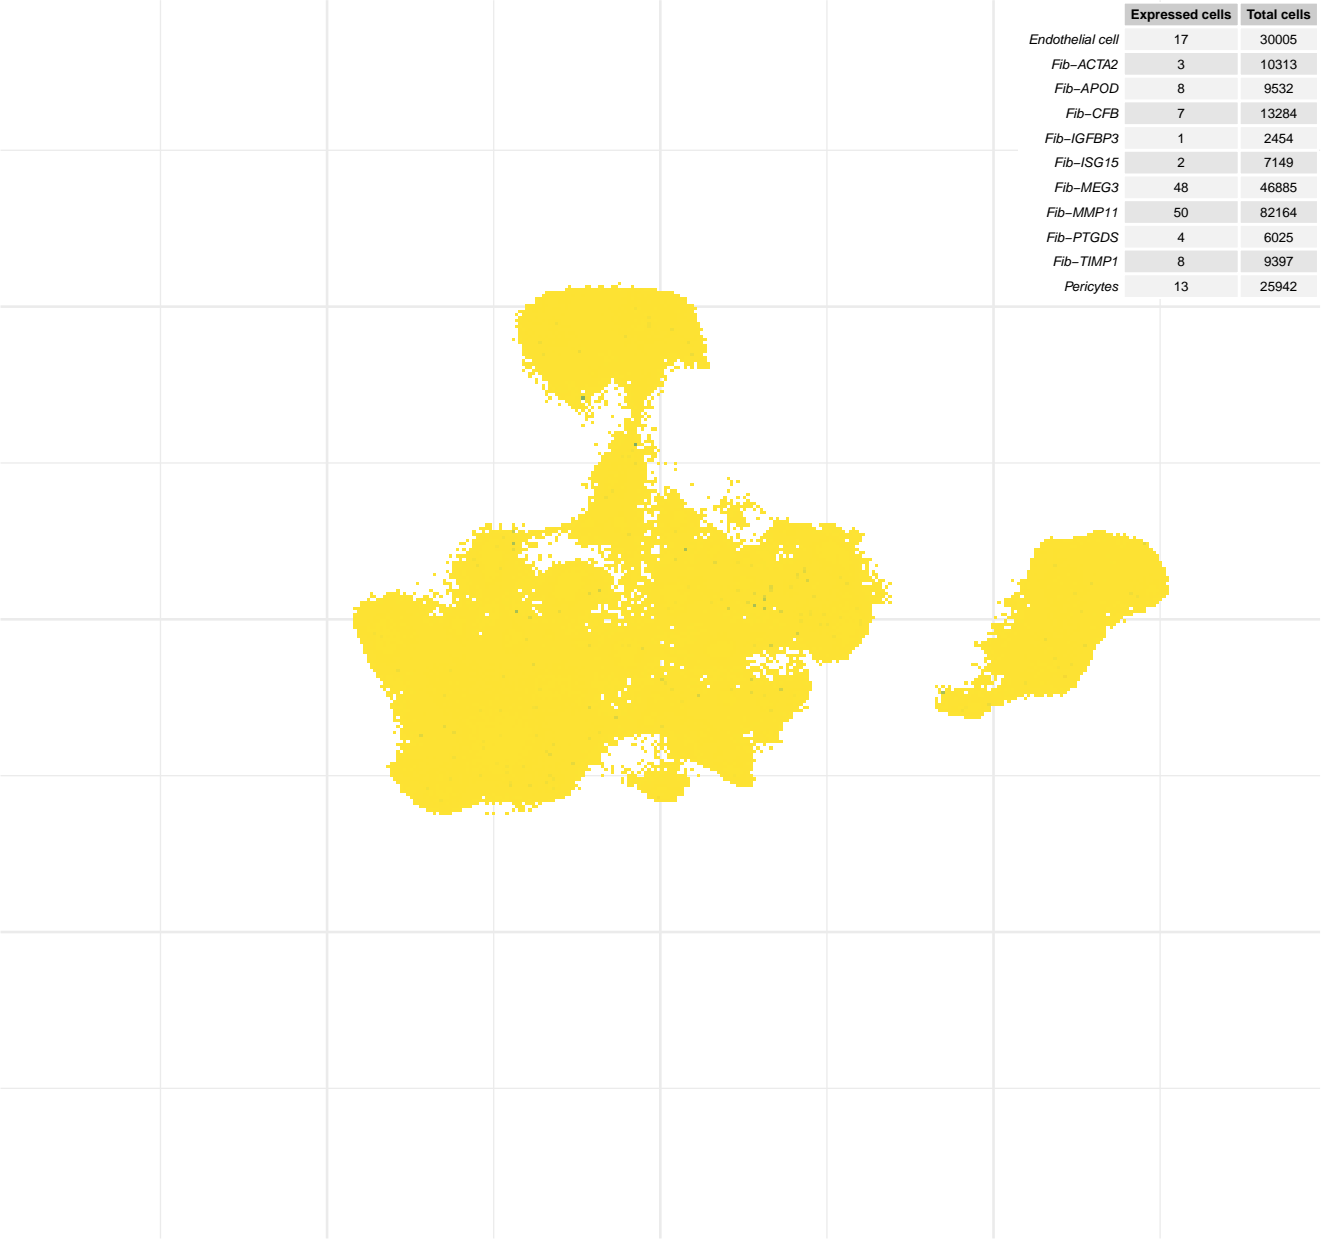 Expressed cells Total cells
Endothelial cell 17 30005
Fib−ACTA2 3 10313
Fib−APOD 8 9532
Fib−CFB 7 13284
Fib−IGFBP3 1 2454
Fib−ISG15 2 7149
Fib−MEG3 48 46885
Fib−MMP11 50 82164
Fib−PTGDS 4 6025
Fib−TIMP1 8 9397
Pericytes 13 25942